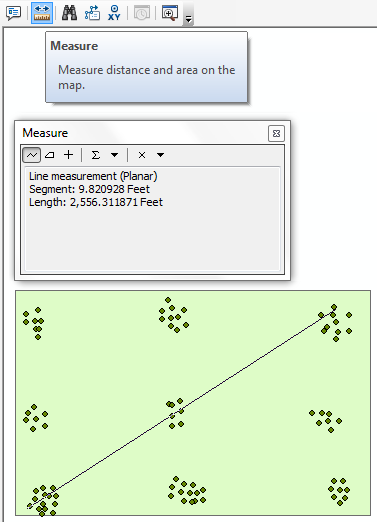 XY
Measure
Measure distance and area on the
map.
Measure
Line measurement (Planar)
Segment: 9.820928 Feet
Length: 2,556.311871 Feet